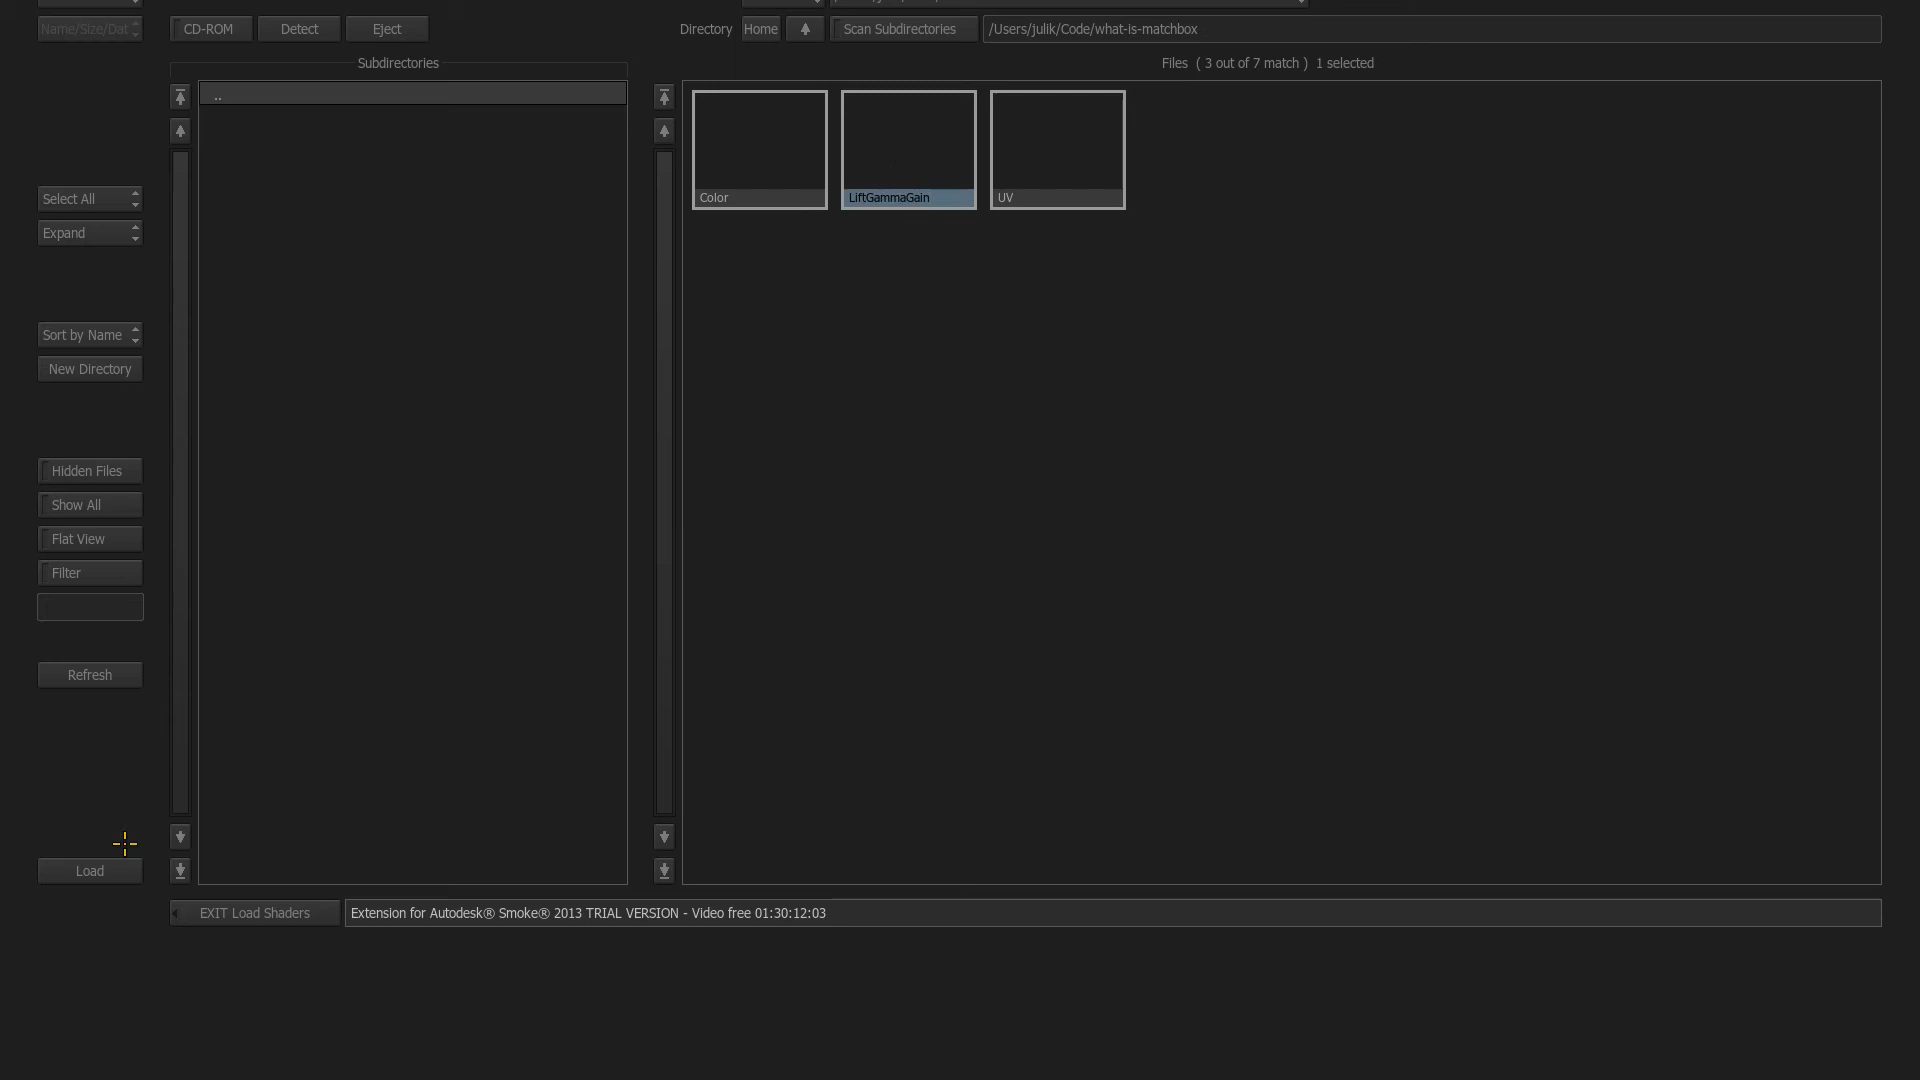 Name/Size/Dat
CD-ROM
Detect
Eject
Directory
Home
Scan Subdirectories
/Users/julik/Code/what-is-matchbox
Subdirectories
Files ( 3 out of 7 match ) 1 selected
..
Color
LiftGammaGain
UV
Select All
Expand
Sort by Name
New Directory
Hidden Files
Show All
Flat View
Filter
Refresh
Load
EXIT Load Shaders
Extension for Autodesk® Smoke® 2013 TRIAL VERSION - Video free 01:30:12:03